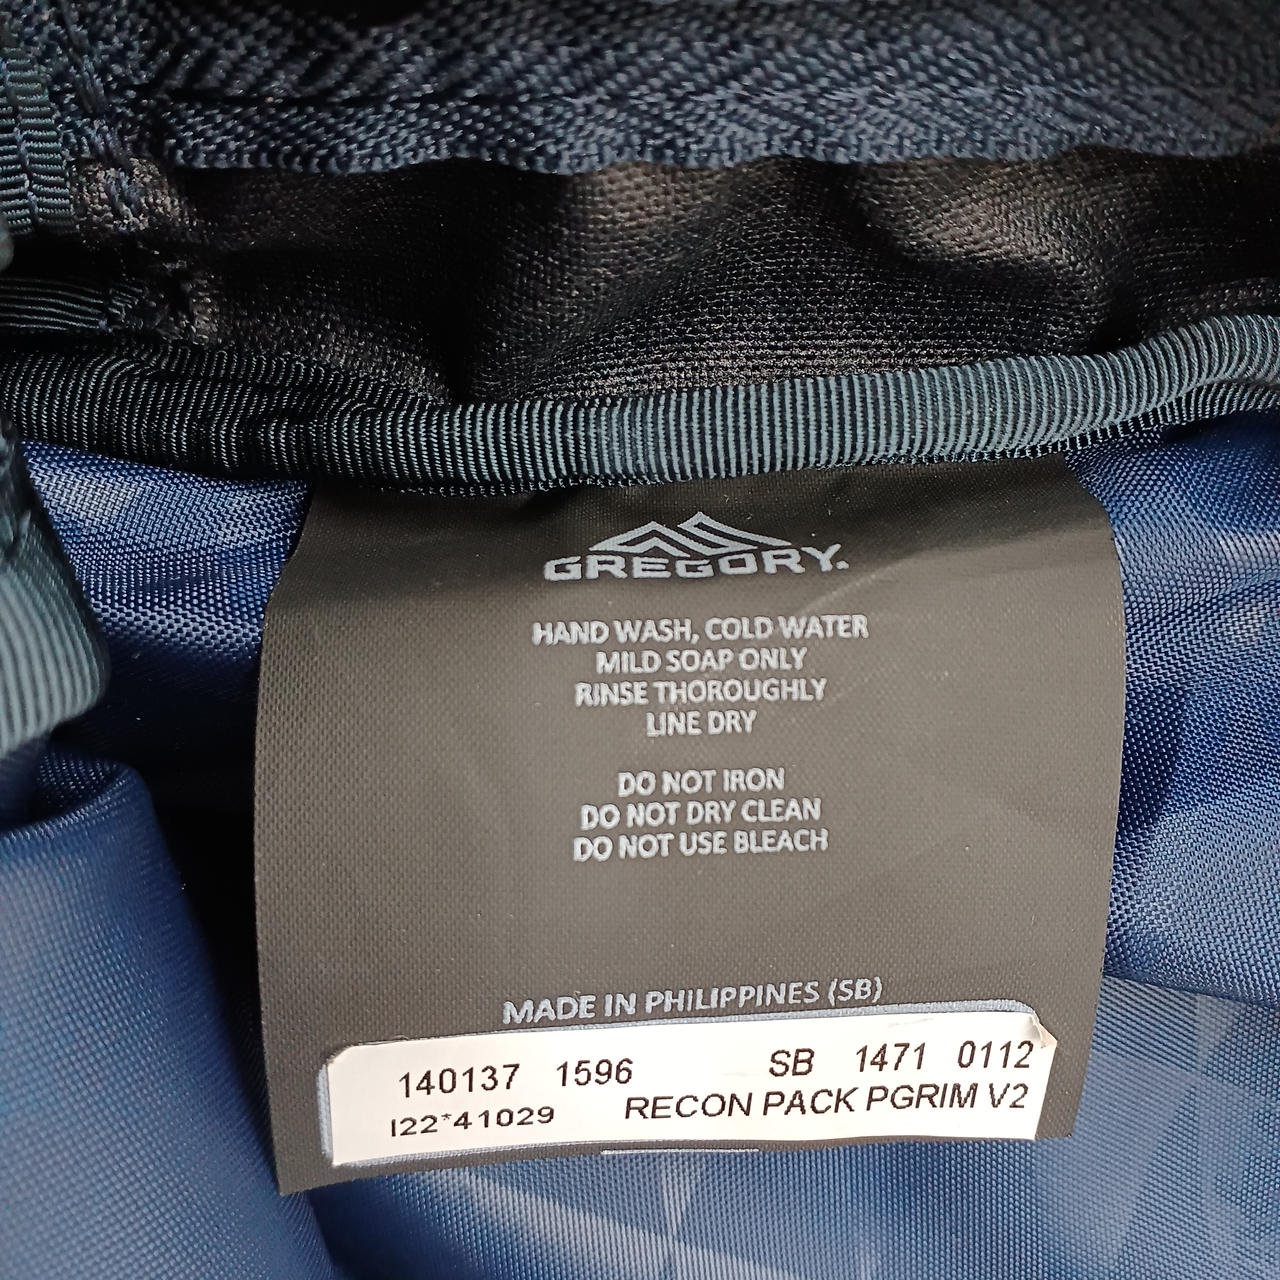 GREGORY.
HAND WASH, COLD WATER
MILD SOAP ONLY
RINSE THOROUGHLY
LINE DRY
DO NOT IRON
DO NOT DRY CLEAN
DO NOT USE BLEACH
MADE IN PHILIPPINES (SB)
140137 1596 SB 1471 0112
I22*41029 RECON PACK PGRIM V2